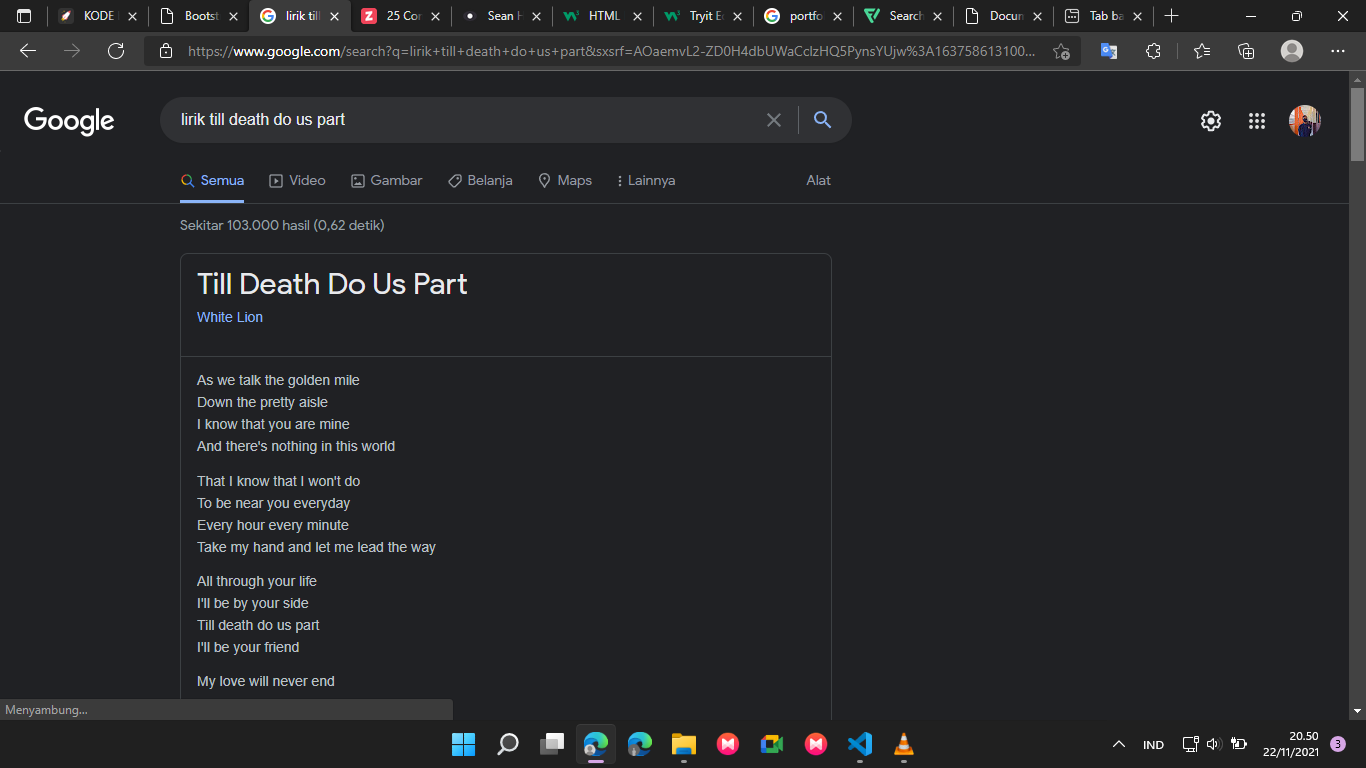 KODE
Bootst
lirik till
25 Cor
Sean H
HTML
Tryit E
portfo
Search
Docun
Tab ba
https://www.google.com/search?q=lirik+till+death+do+us+part&sxsrf=AOaemvL2-ZD0H4dbUWaCclzHQ5PynsYUjw%3A163758613100...
Google
lirik till death do us part
Semua
Video
Gambar
Belanja
Maps
Lainnya
Alat
Sekitar 103.000 hasil (0,62 detik)
Till Death Do Us Part
White Lion
As we talk the golden mile
Down the pretty aisle
I know that you are mine
And there's nothing in this world
That I know that I won't do
To be near you everyday
Every hour every minute
Take my hand and let me lead the way
All through your life
I'll be by your side
Till death do us part
I'll be your friend
My love will never end
Menyambung...
IND
20.50
22/11/2021
3